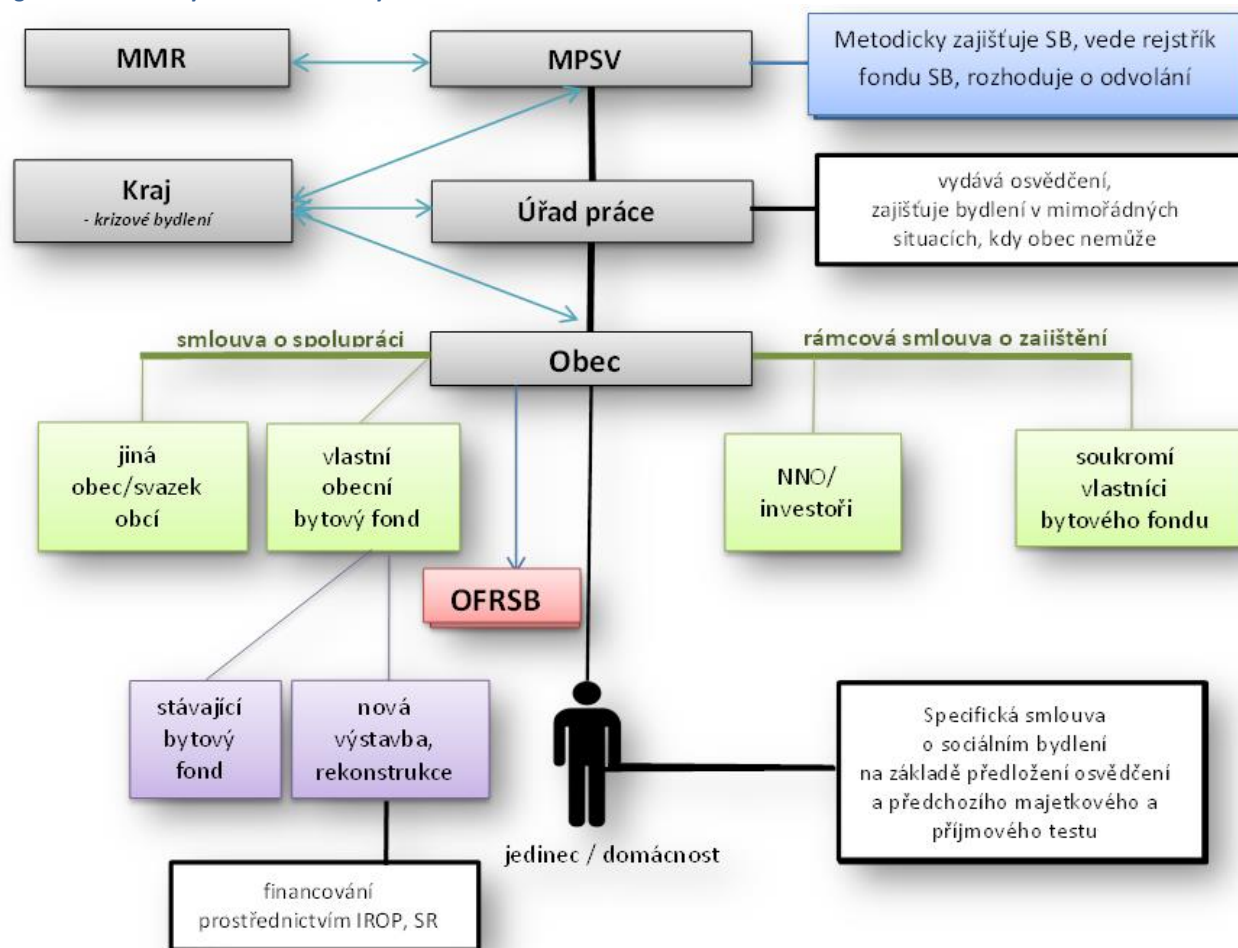 MMR
MPSV
Metodicky zajišťuje SB, vede rejstřík
fondu SB, rozhoduje o odvolání
Kraj
- krizové bydlení
Úřad práce
vydává osvědčení,
zajišťuje bydlení v mimořádných
situacích, kdy obec nemůže
smlouva o spolupráci
Obec
rámcová smlouva o zajištění
jiná
obec/svazek
obcí
vlastní
obecní
bytový fond
NNO/
investoři
soukromí
vlastníci
bytového fondu
OFRSB
stávající
bytový
fond
nová
výstavba,
rekonstrukce
Specifická smlouva
o sociálním bydlení
na základě předložení osvědčení
a předchozího majetkového a
příjmového testu
jedinec / domácnost
financování
prostřednictvím IROP, SR